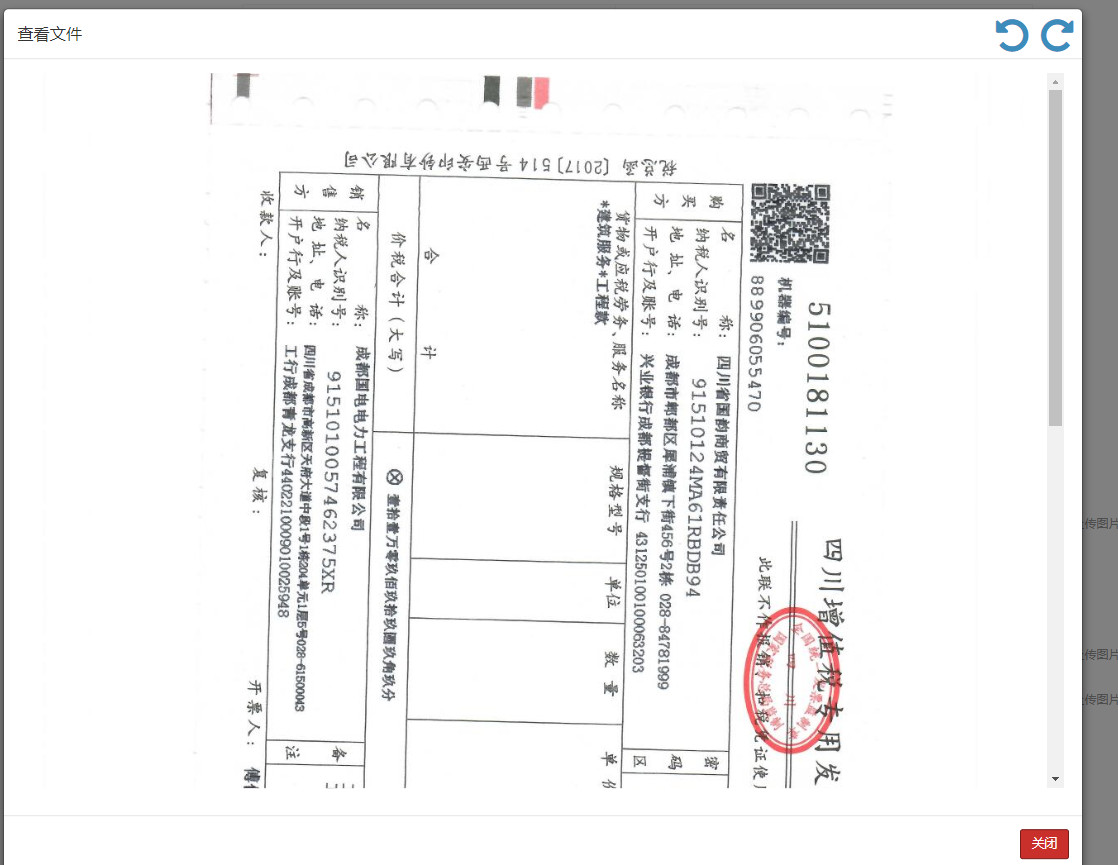 查看文件
5100181130
四川增值税专用发
机器编号:
889906055470
此联不作报销、扣税凭证使
税总函[2017]514号西安印钞有限公司
购买方
名称:四川省国韵商贸有限责任公司
纳税人识别号:91510124MA61RBDB94
地址、电话:成都市郫都区犀浦镇下街456号2栋 028-84781999
开户行及账号:兴业银行成都提督街支行 431250100100063203
密码区
货物或应税劳务、服务名称 规格型号 单位 数量 单价
*建筑服务*工程款
合计
价税合计(大写) ⊗壹拾壹万零玖佰玖拾玖圆玖角玖分
销售方
名称:成都国电电力工程有限公司
纳税人识别号:91510100574623​75XR
地址、电话:四川省成都市高新区天府大道中段1号1栋204单元1层5号028-61500043
开户行及账号:工行成都青龙支行4402210009010025948
备注
收款人: 复核: 开票人: 傅
传图片
传图片
传图片
关闭